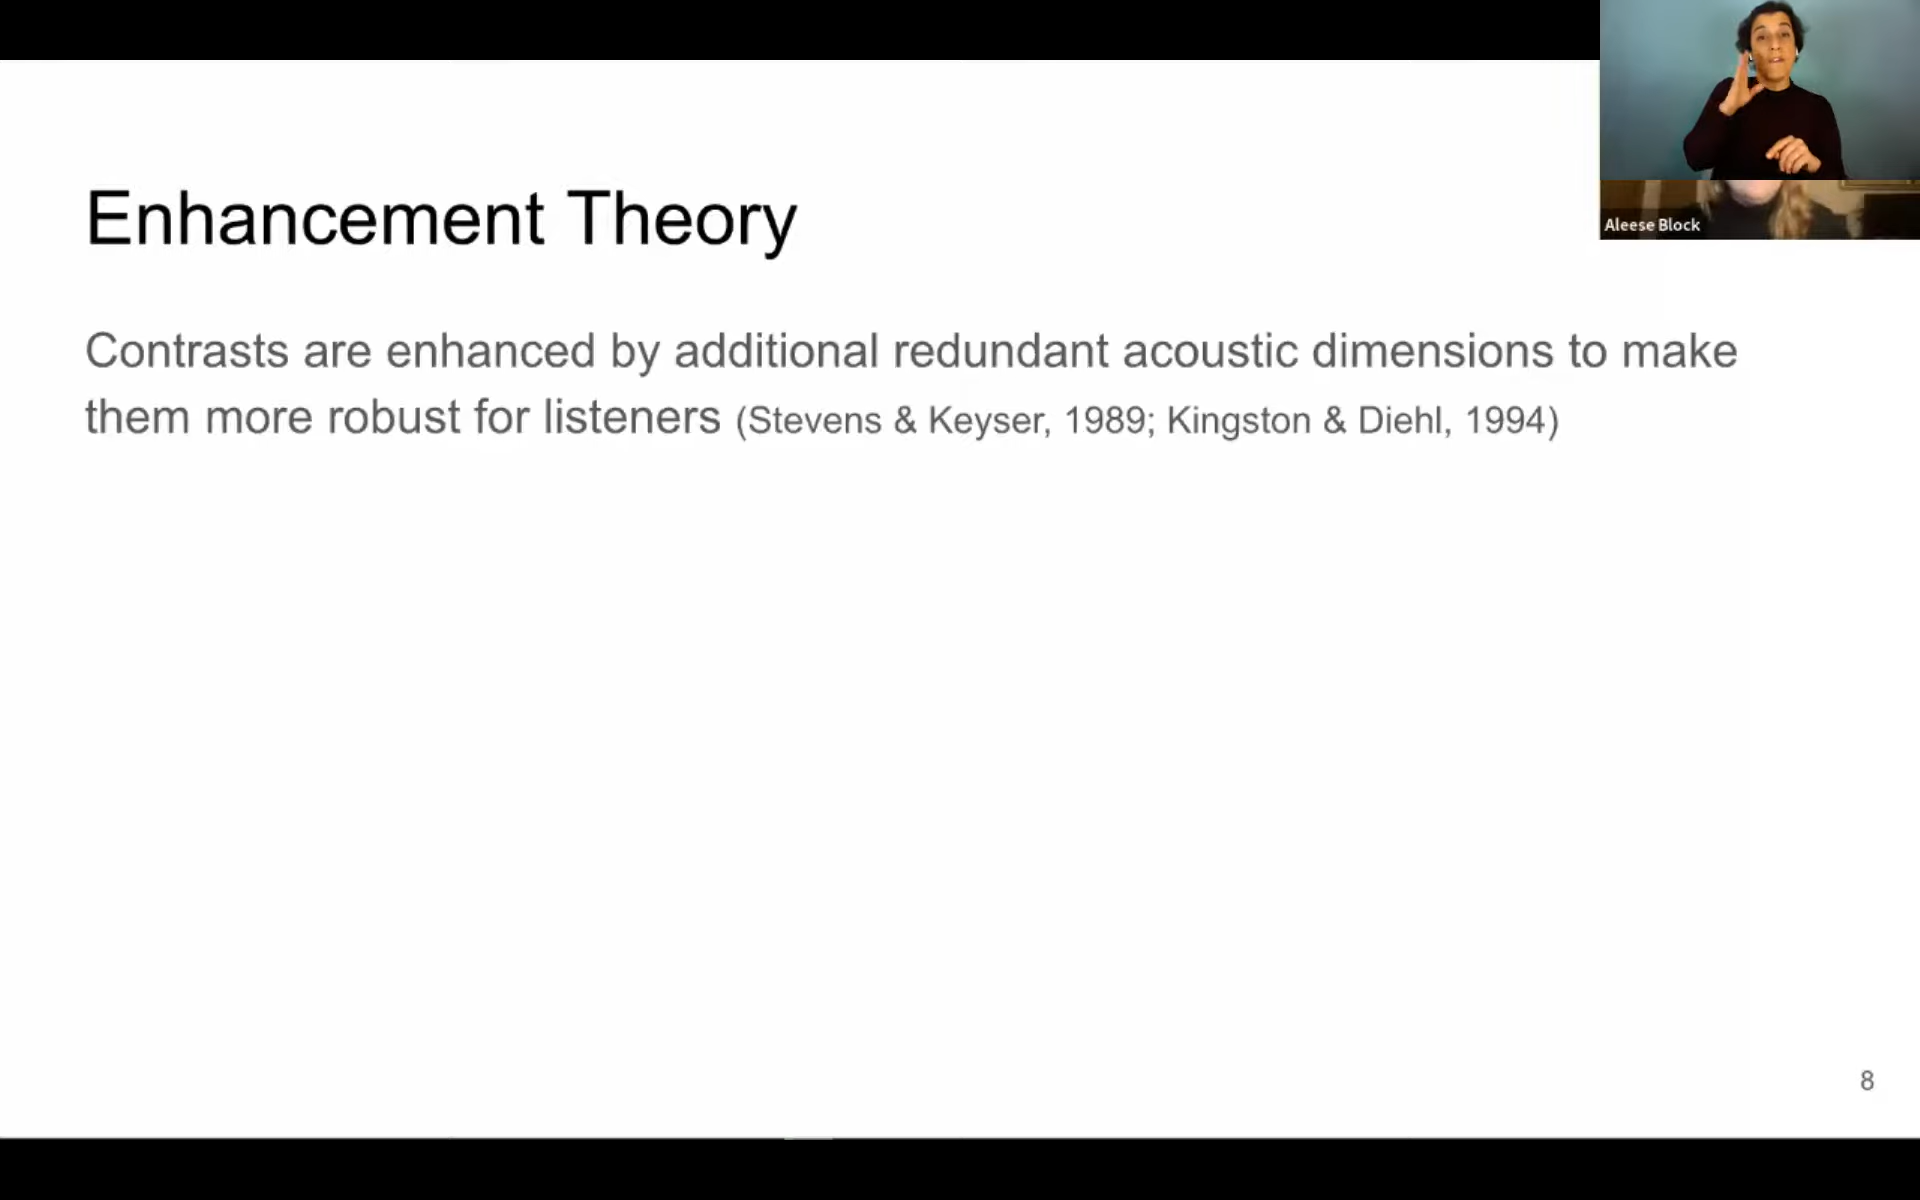 Aleese Block
Enhancement Theory
Contrasts are enhanced by additional redundant acoustic dimensions to make
them more robust for listeners (Stevens & Keyser, 1989; Kingston & Diehl, 1994)
8